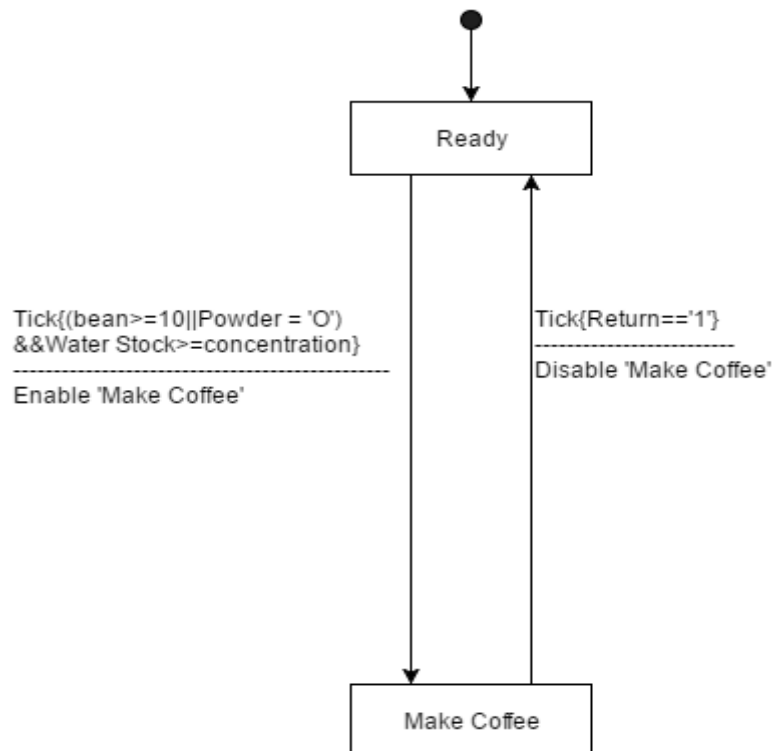 Ready
Tick{(bean>=10||Powder = 'O')
&&Water Stock>=concentration}
-----------------------------------------------
Enable 'Make Coffee'
Tick{Return=='1'}
-------------------------
Disable 'Make Coffee'
Make Coffee